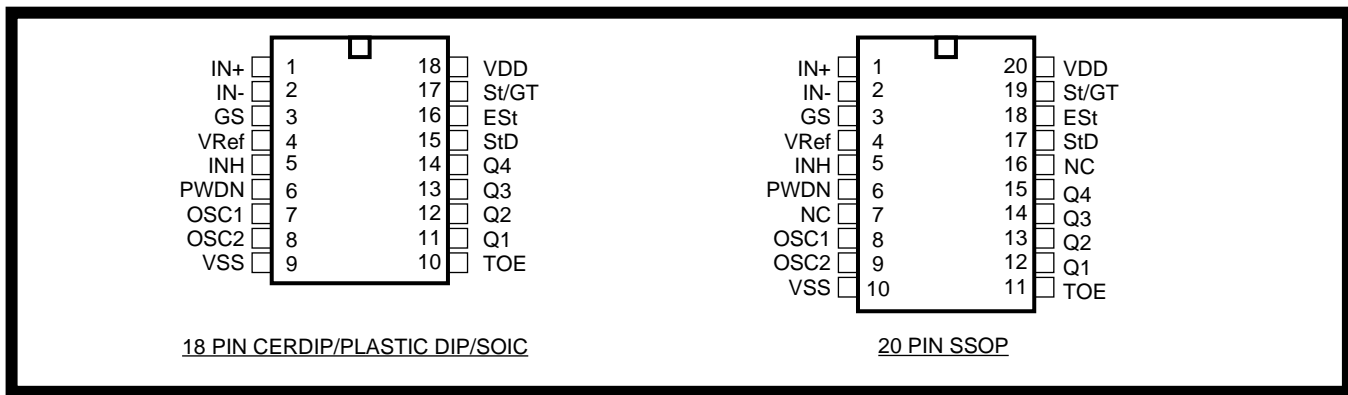 IN+ 1 18 VDD
IN- 2 17 St/GT
GS 3 16 ESt
VRef 4 15 StD
INH 5 14 Q4
PWDN 6 13 Q3
OSC1 7 12 Q2
OSC2 8 11 Q1
VSS 9 10 TOE
18 PIN CERDIP/PLASTIC DIP/SOIC
IN+ 1 20 VDD
IN- 2 19 St/GT
GS 3 18 ESt
VRef 4 17 StD
INH 5 16 NC
PWDN 6 15 Q4
NC 7 14 Q3
OSC1 8 13 Q2
OSC2 9 12 Q1
VSS 10 11 TOE
20 PIN SSOP